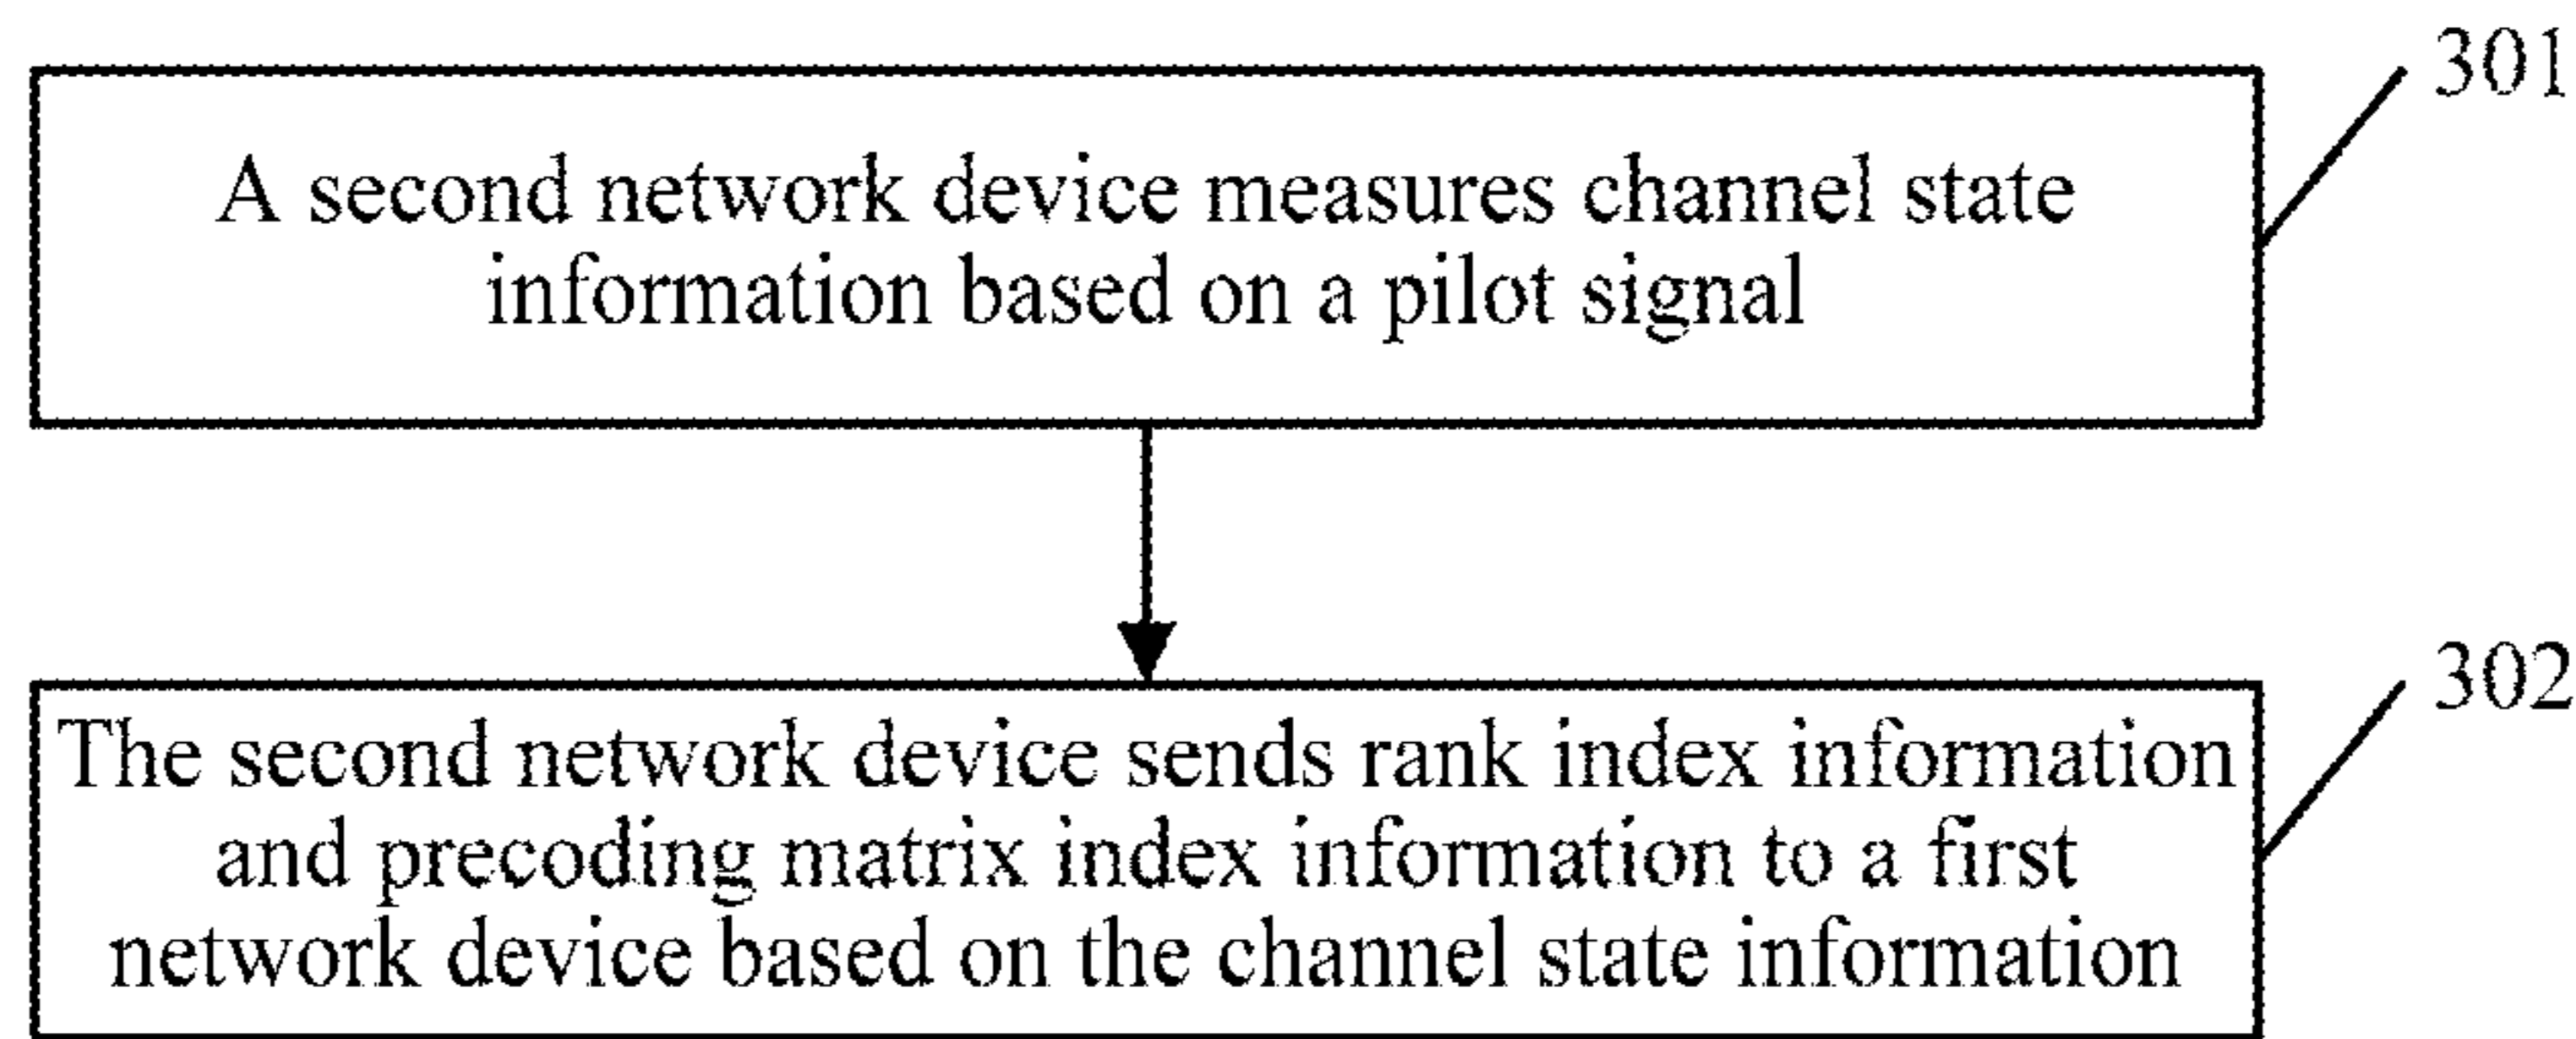 301
A second network device measures channel state
information based on a pilot signal
302
The second network device sends rank index information
and precoding matrix index information to a first
network device based on the channel state information